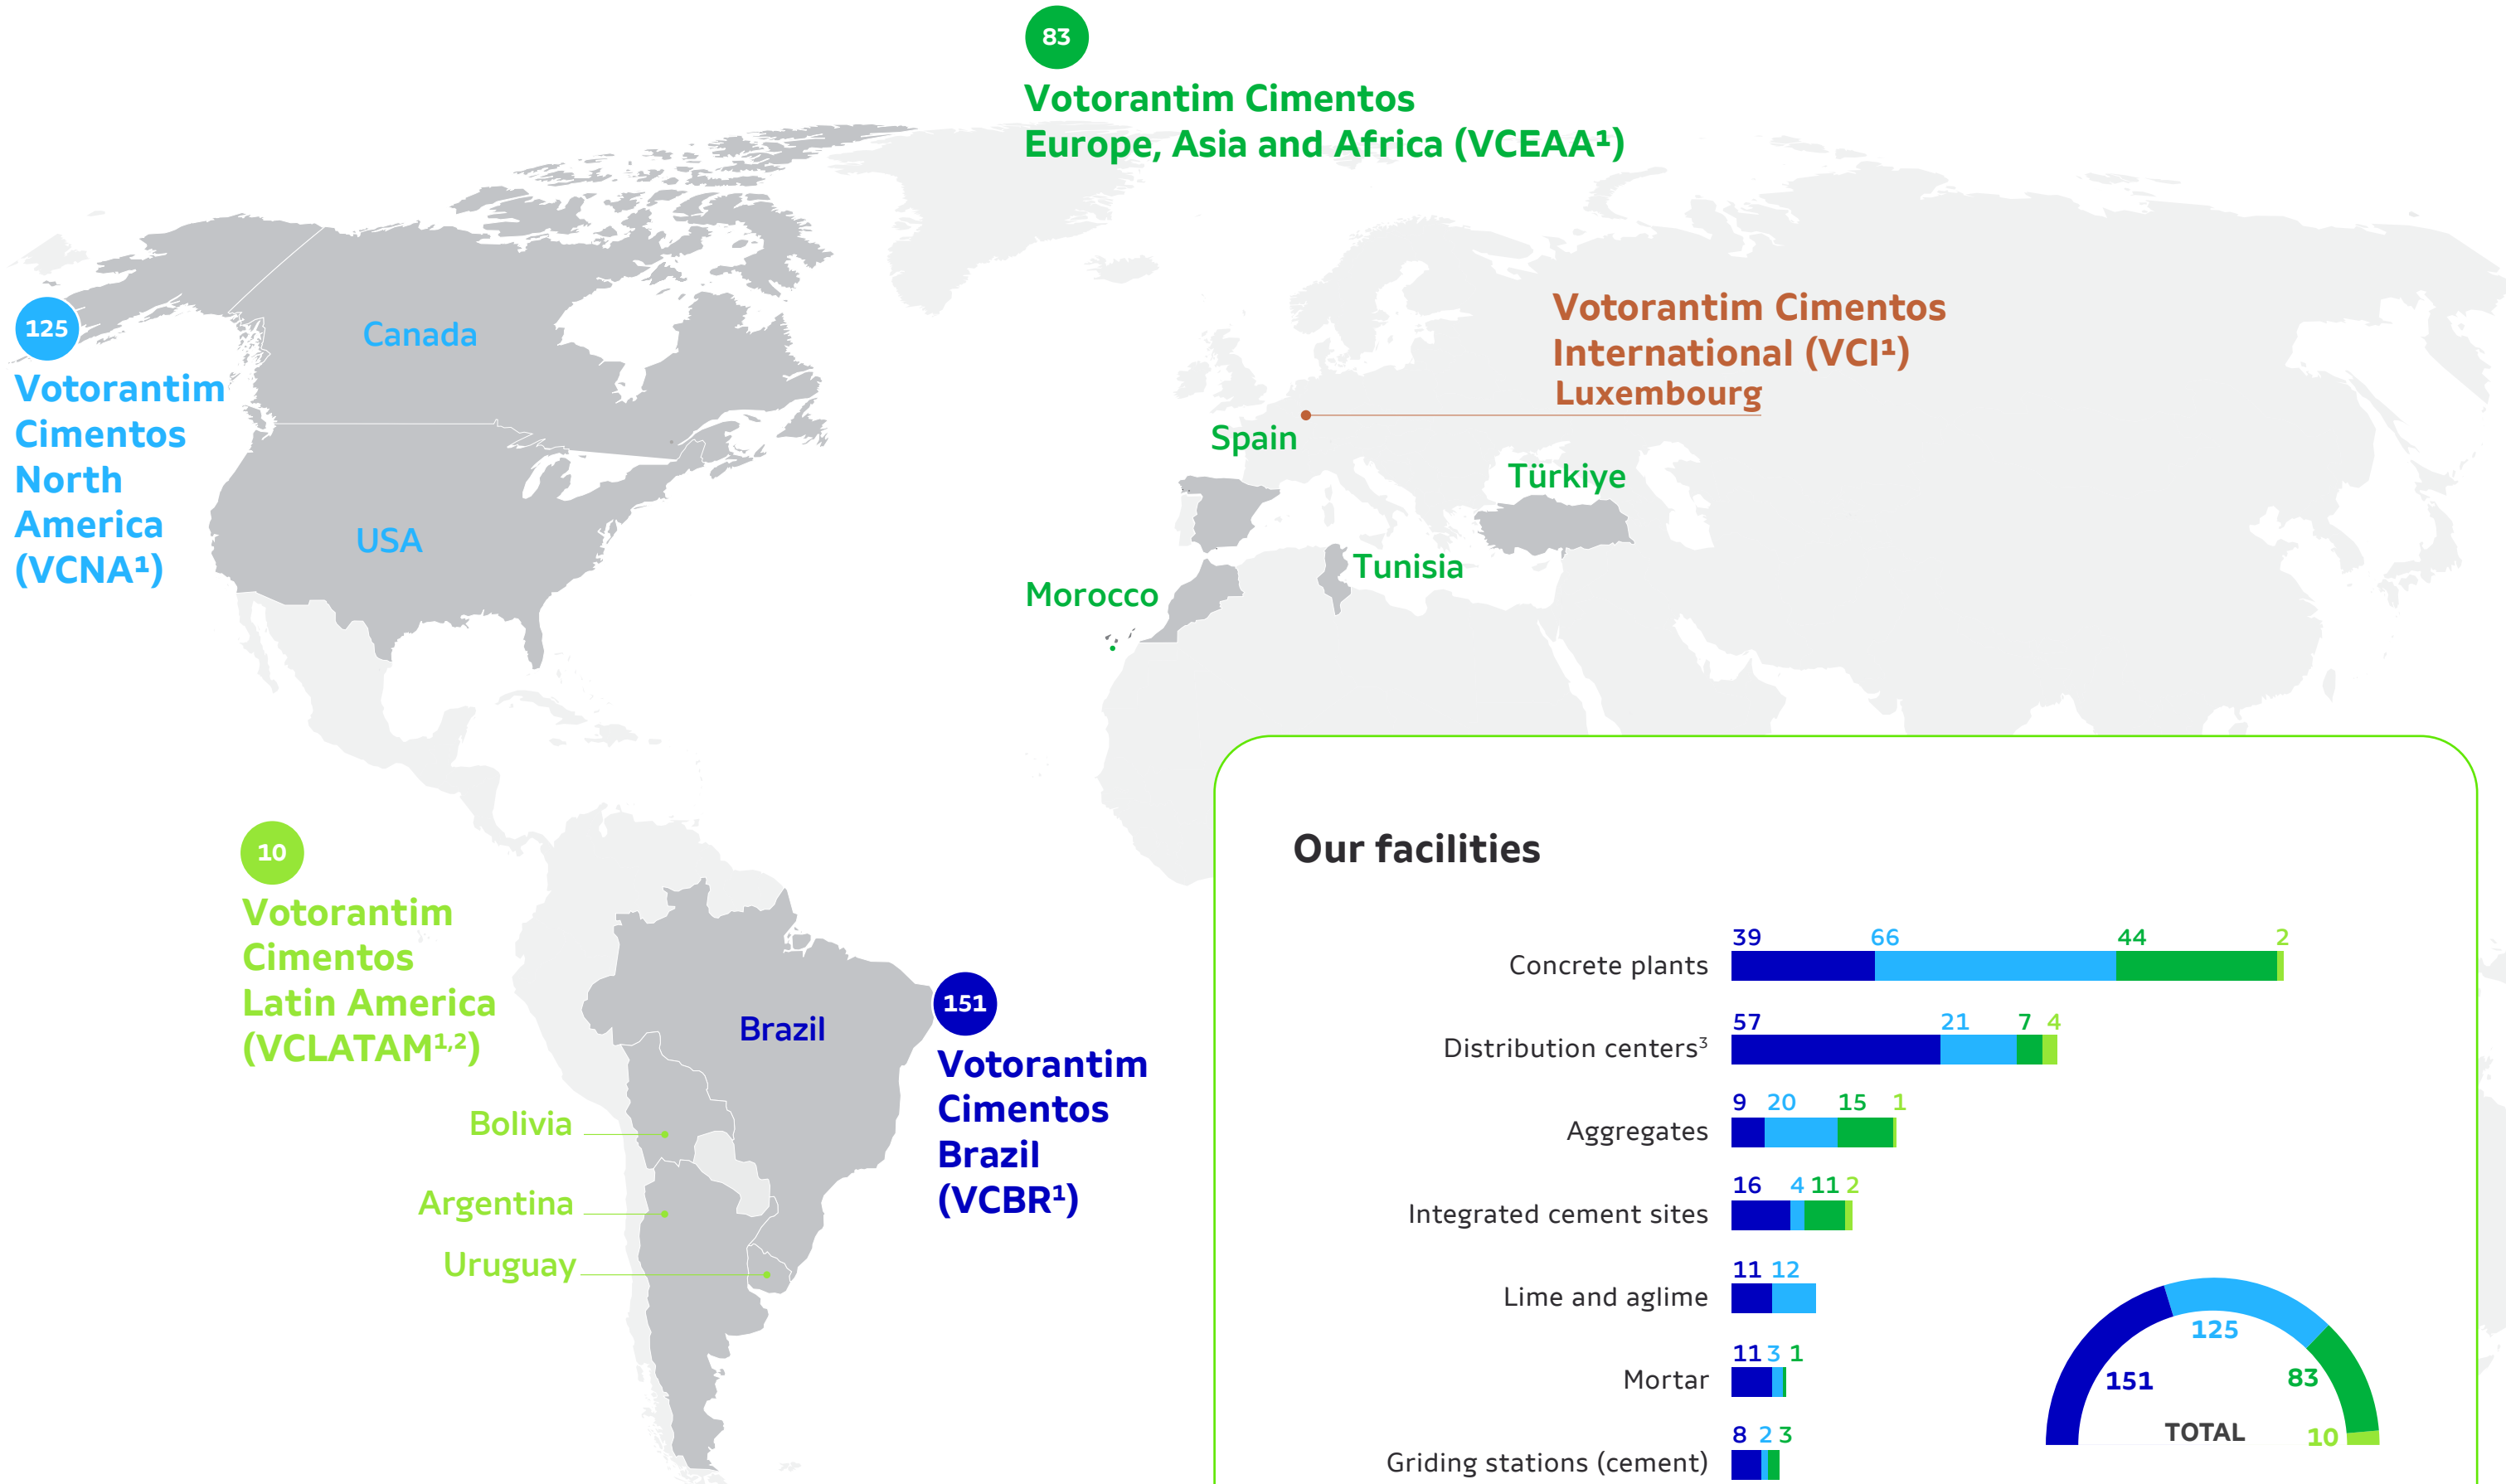 83
Votorantim Cimentos
Europe, Asia and Africa (VCEAA¹)
125
Votorantim
Cimentos
North
America
(VCNA¹)
Canada
USA
Votorantim Cimentos
International (VCI¹)
Luxembourg
Spain
Türkiye
Tunisia
Morocco
10
Votorantim
Cimentos
Latin America
(VCLATAM¹,²)
Bolivia
Argentina
Uruguay
Brazil
151
Votorantim
Cimentos
Brazil
(VCBR¹)
Our facilities
39 66 44 2
Concrete plants
57 21 7 4
Distribution centers³
9 20 15 1
Aggregates
16 4 11 2
Integrated cement sites
11 12
Lime and aglime
11 3 1
Mortar
8 2 3
Griding stations (cement)
125
151
83
TOTAL
10